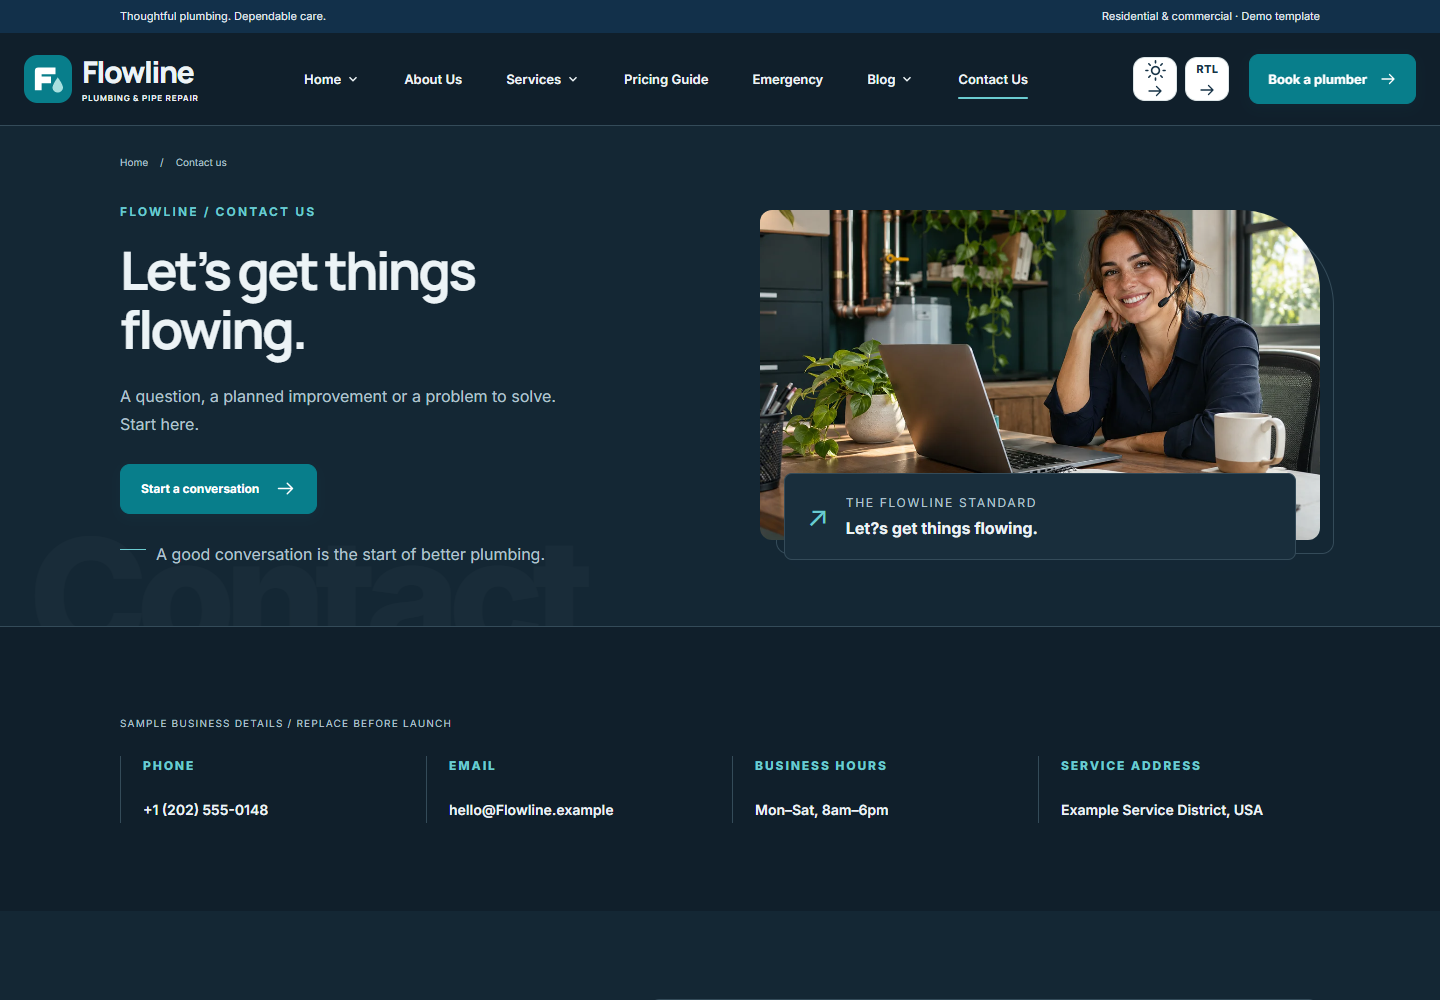 Thoughtful plumbing. Dependable care.
Residential & commercial · Demo template
Flowline
PLUMBING & PIPE REPAIR
Home
About Us
Services
Pricing Guide
Emergency
Blog
Contact Us
RTL
Book a plumber
Home / Contact us
FLOWLINE / CONTACT US
Let’s get things
flowing.
A question, a planned improvement or a problem to solve.
Start here.
Start a conversation
A good conversation is the start of better plumbing.
Contact
THE FLOWLINE STANDARD
Let?s get things flowing.
SAMPLE BUSINESS DETAILS / REPLACE BEFORE LAUNCH
PHONE
+1 (202) 555-0148
EMAIL
hello@Flowline.example
BUSINESS HOURS
Mon–Sat, 8am–6pm
SERVICE ADDRESS
Example Service District, USA